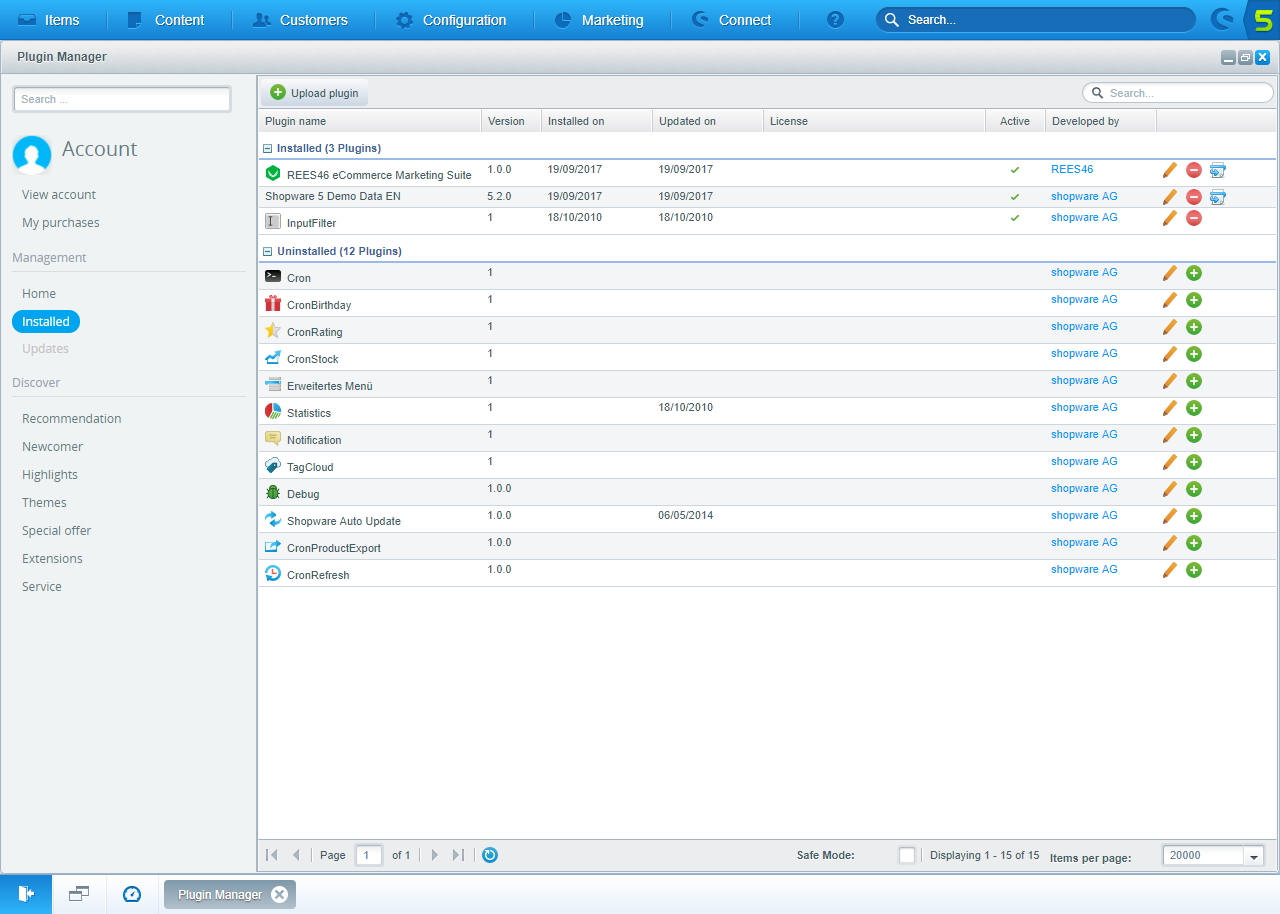 Items Content Customers Configuration Marketing Connect ? Search... 5
Plugin Manager
Search ...
Account
View account
My purchases
Management
Home
Installed
Updates
Discover
Recommendation
Newcomer
Highlights
Themes
Special offer
Extensions
Service
Upload plugin Search...
Plugin name Version Installed on Updated on License Active Developed by
Installed (3 Plugins)
REES46 eCommerce Marketing Suite 1.0.0 19/09/2017 19/09/2017 REES46
Shopware 5 Demo Data EN 5.2.0 19/09/2017 19/09/2017 shopware AG
InputFilter 1 18/10/2010 18/10/2010 shopware AG
Uninstalled (12 Plugins)
Cron 1 shopware AG
CronBirthday 1 shopware AG
CronRating 1 shopware AG
CronStock 1 shopware AG
Erweitertes Menü 1 shopware AG
Statistics 1 18/10/2010 shopware AG
Notification 1 shopware AG
TagCloud 1 shopware AG
Debug 1.0.0 shopware AG
Shopware Auto Update 1.0.0 06/05/2014 shopware AG
CronProductExport 1.0.0 shopware AG
CronRefresh 1.0.0 shopware AG
Page 1 of 1 Safe Mode: Displaying 1 - 15 of 15 Items per page: 20000
Plugin Manager